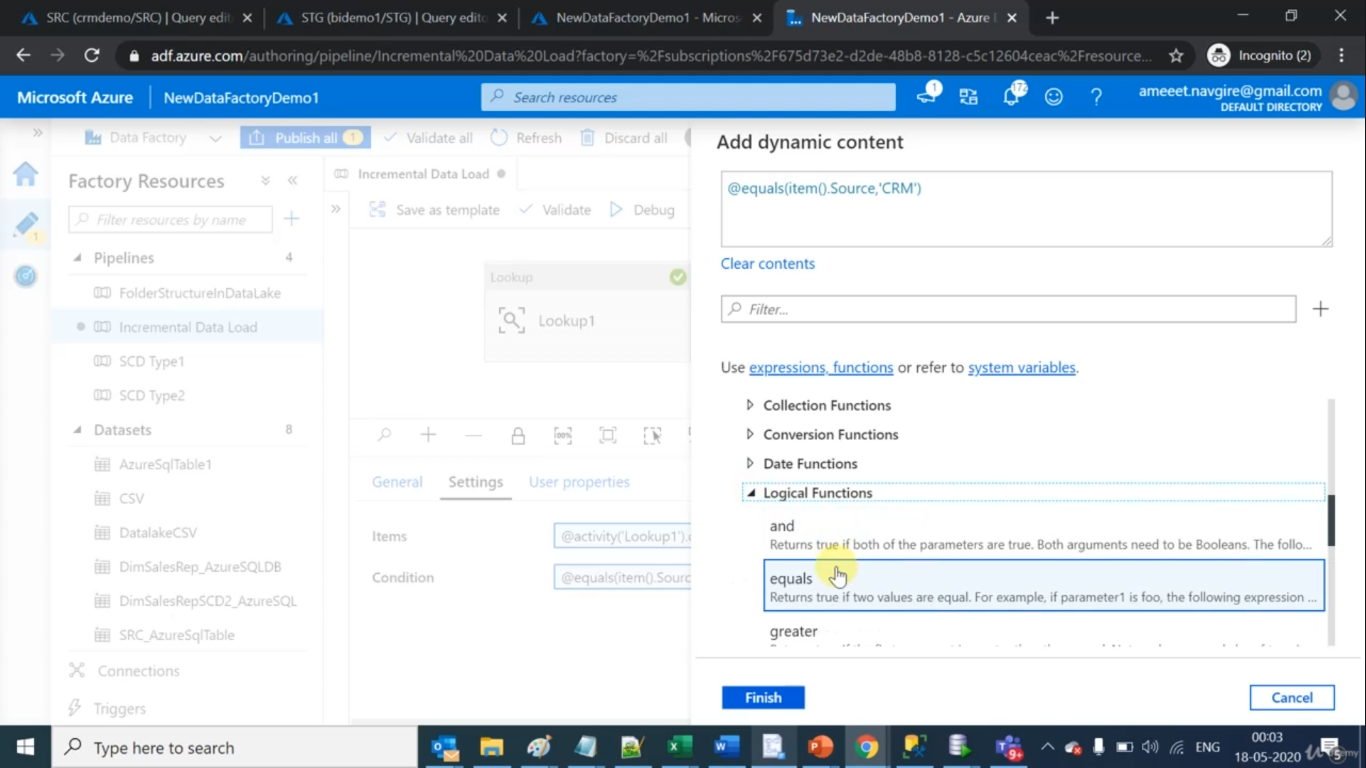 SRC (crmdemo/SRC) | Query edit
STG (bidemo1/STG) | Query edito
NewDataFactoryDemo1 - Micros
NewDataFactoryDemo1 - Azure
adf.azure.com/authoring/pipeline/Incremental%20Data%20Load?factory=%2Fsubscriptions%2F675d73e2-d2de-48b8-8128-c5c12604ceac%2Fresource...
Incognito (2)
Microsoft Azure
NewDataFactoryDemo1
Search resources
1
172
ameeet.navgire@gmail.com
DEFAULT DIRECTORY
Data Factory
Publish all 1
Validate all
Refresh
Discard all
Add dynamic content
Factory Resources
Incremental Data Load
@equals(item().Source,'CRM')
Filter resources by name
Save as template
Validate
Debug
1
Pipelines 4
Clear contents
FolderStructureInDataLake
Lookup
Lookup1
Filter...
Incremental Data Load
SCD Type1
Use expressions, functions or refer to system variables.
SCD Type2
Collection Functions
Datasets 8
100%
Conversion Functions
AzureSqlTable1
Date Functions
General
Settings
User properties
Logical Functions
CSV
and
Returns true if both of the parameters are true. Both arguments need to be Booleans. The follo...
DatalakeCSV
Items
@activity('Lookup1').
DimSalesRep_AzureSQLDB
Condition
@equals(item().Sourc
equals
Returns true if two values are equal. For example, if parameter1 is foo, the following expression ...
DimSalesRepSCD2_AzureSQL
SRC_AzureSqlTable
greater
Connections
Triggers
Finish
Cancel
Type here to search
9+
ENG
00:03
18-05-2020
5